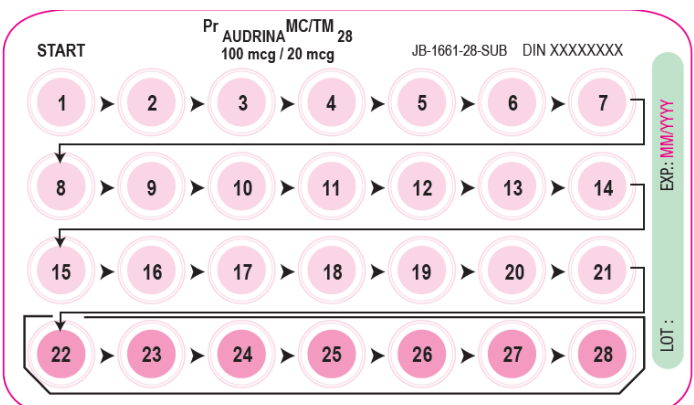 START
Pr AUDRINA MC/TM 28
100 mcg / 20 mcg
JB-1661-28-SUB DIN XXXXXXXX
1 2 3 4 5 6 7
8 9 10 11 12 13 14
15 16 17 18 19 20 21
22 23 24 25 26 27 28
EXP.: MM/YYYY
LOT :